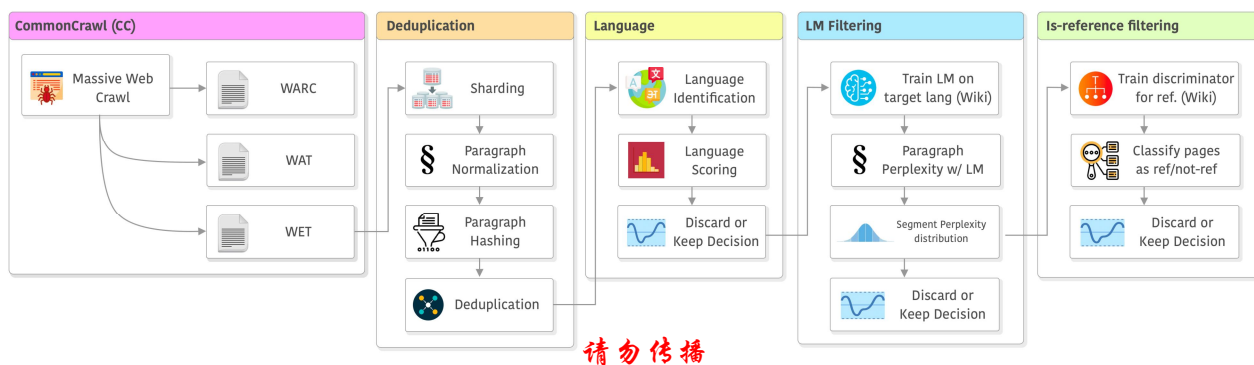 CommonCrawl (CC)
Massive Web
Crawl
WARC
WAT
WET
Deduplication
Sharding
§
Paragraph
Normalization
Paragraph
Hashing
01100
Deduplication
Language
A
文
Language
Identification
Language
Scoring
Discard or
Keep Decision
LM Filtering
Train LM on
target lang (Wiki)
§
Paragraph
Perplexity w/ LM
Segment Perplexity
distribution
Discard or
Keep Decision
Is-reference filtering
Train discriminator
for ref. (Wiki)
Classify pages
as ref/not-ref
Discard or
Keep Decision
请勿传播